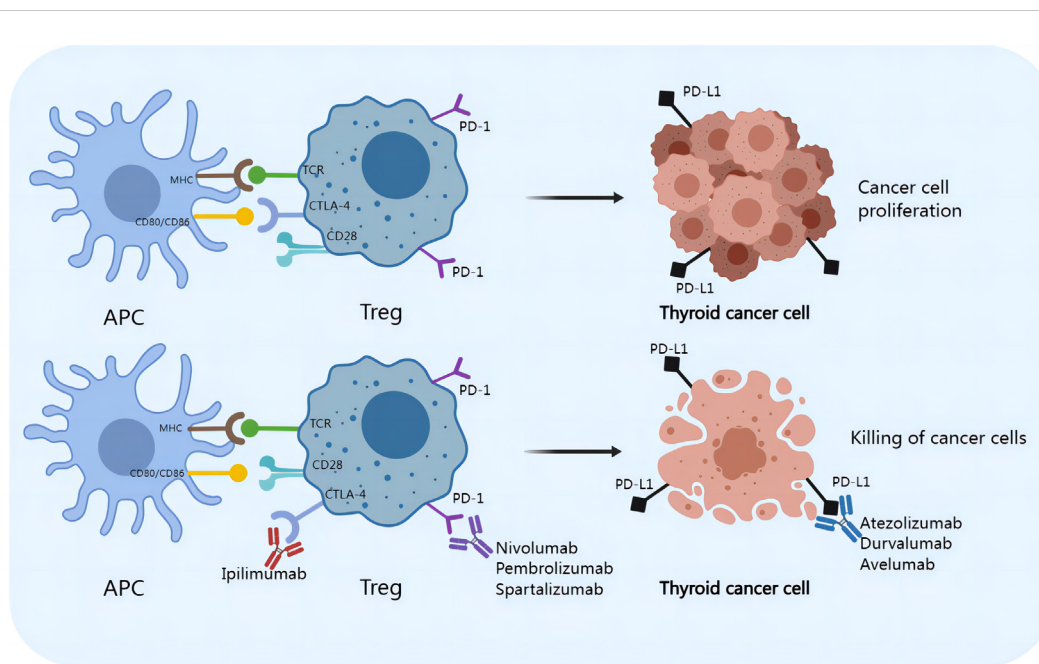 PD-L1
PD-1
MHC
TCR
CTLA-4
CD80/CD86
CD28
Cancer cell
proliferation
PD-1
PD-L1
APC
Treg
Thyroid cancer cell
PD-L1
PD-1
MHC
TCR
CD28
CD80/CD86
CTLA-4
PD-1
Killing of cancer cells
PD-L1
PD-L1
Ipilimumab
Nivolumab
Pembrolizumab
Spartalizumab
Atezolizumab
Durvalumab
Avelumab
APC
Treg
Thyroid cancer cell